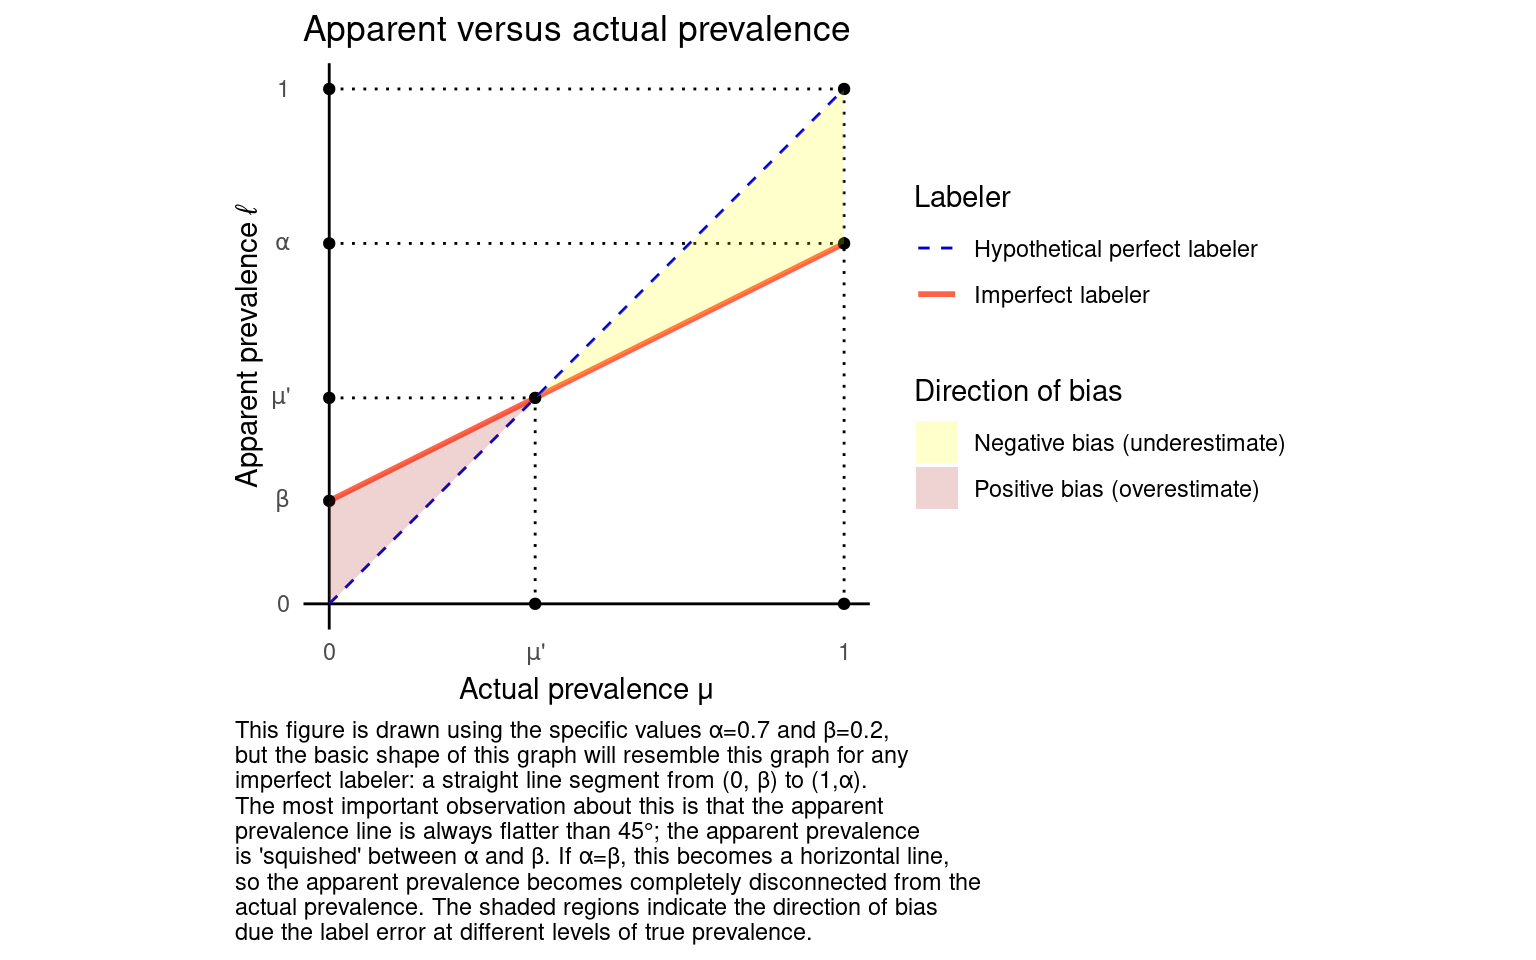 Apparent versus actual prevalence
1
α
μ'
β
0
Apparent prevalence ℓ
0
μ'
1
Actual prevalence μ
Labeler
Hypothetical perfect labeler
Imperfect labeler
Direction of bias
Negative bias (underestimate)
Positive bias (overestimate)
This figure is drawn using the specific values α=0.7 and β=0.2,
but the basic shape of this graph will resemble this graph for any
imperfect labeler: a straight line segment from (0, β) to (1,α).
The most important observation about this is that the apparent
prevalence line is always flatter than 45°; the apparent prevalence
is 'squished' between α and β. If α=β, this becomes a horizontal line,
so the apparent prevalence becomes completely disconnected from the
actual prevalence. The shaded regions indicate the direction of bias
due the label error at different levels of true prevalence.